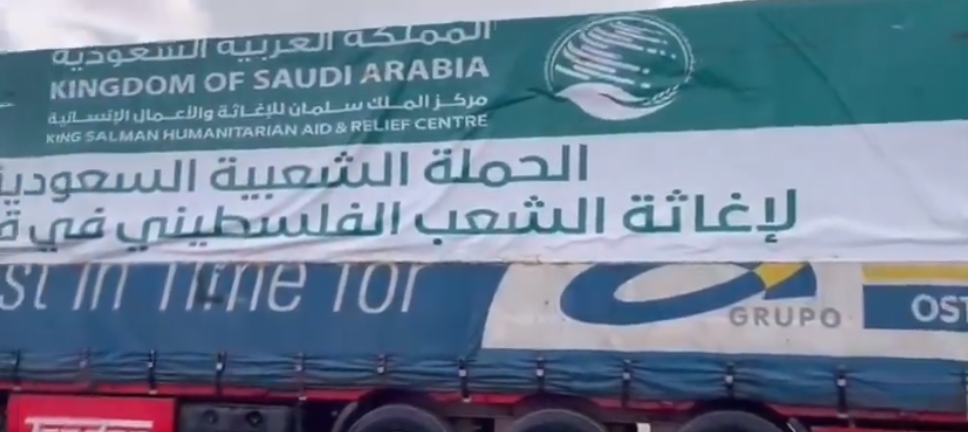 المملكة العربية السعودية
KINGDOM OF SAUDI ARABIA
مركز الملك سلمان للإغاثة والأعمال الإنسانية
KING SALMAN HUMANITARIAN AID & RELIEF CENTRE
الحملة الشعبية السعودية
لإغاثة الشعب الفلسطيني في
st in Time for
GRUPO
OST